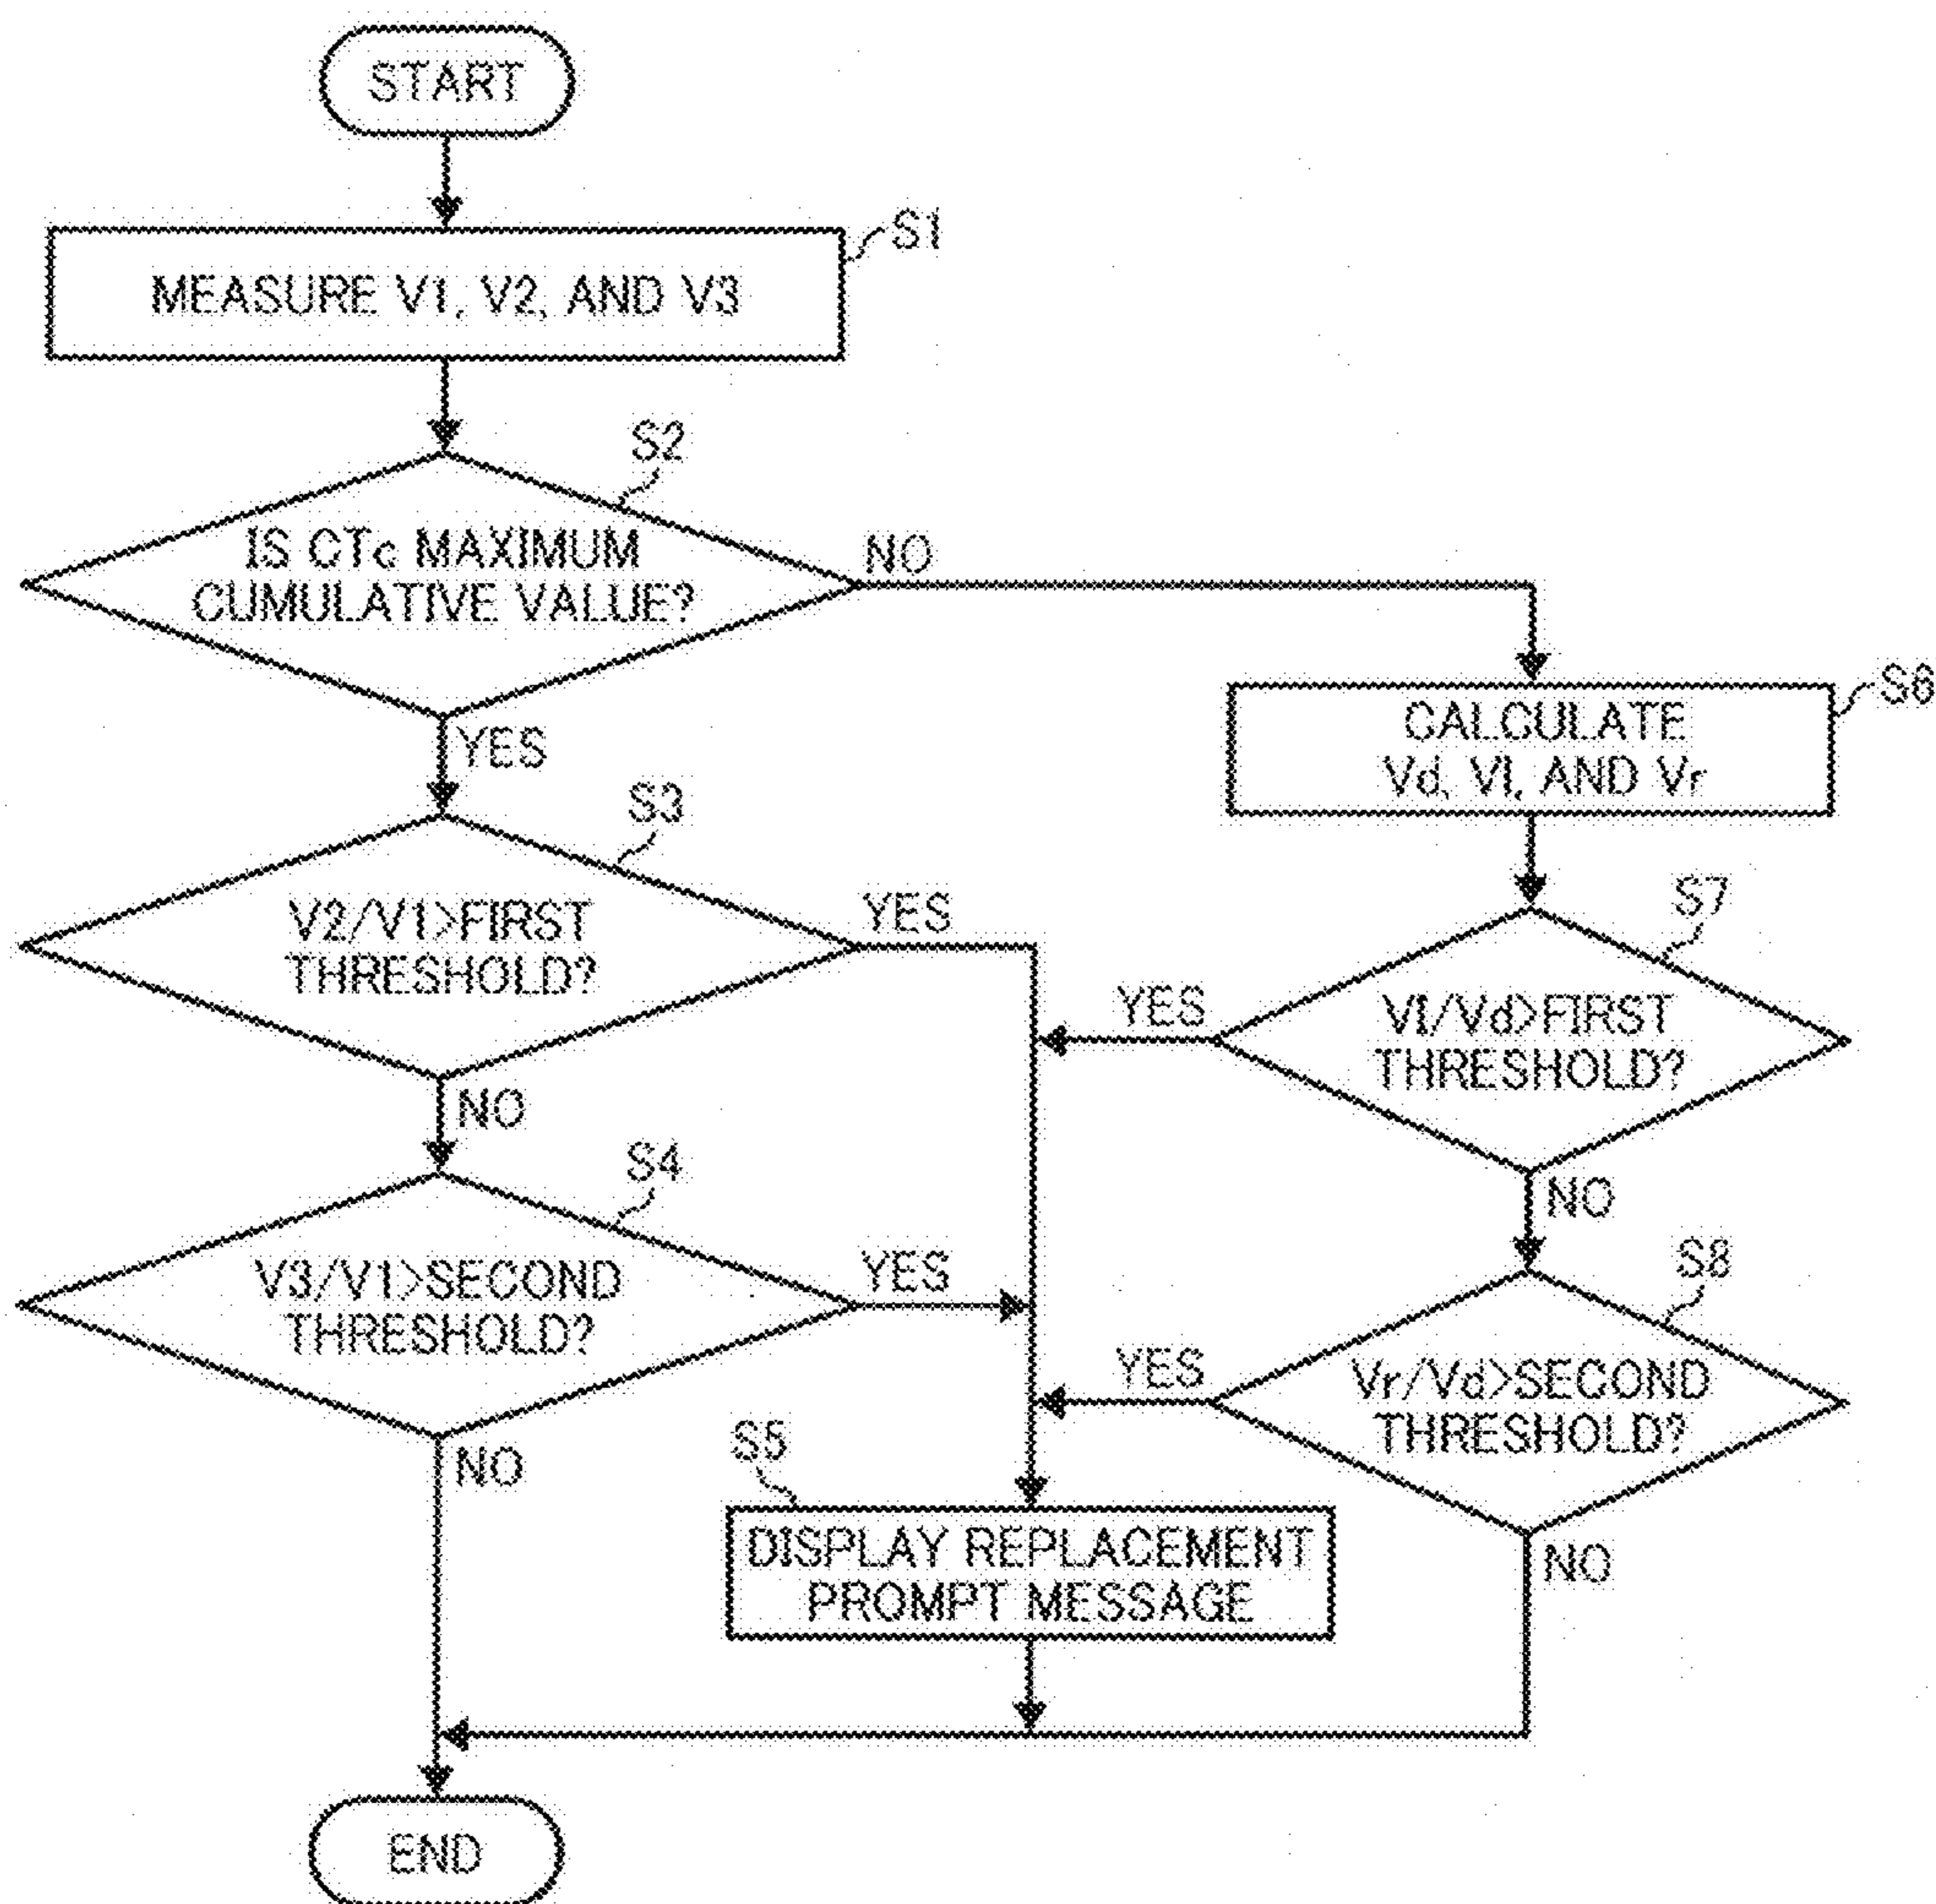 START
S1
MEASURE V1, V2, AND V3
S2
IS CTc MAXIMUM
CUMULATIVE VALUE?
NO
YES
S3
V2/V1>FIRST
THRESHOLD?
YES
NO
S4
V3/V1>SECOND
THRESHOLD?
YES
NO
S5
DISPLAY REPLACEMENT
PROMPT MESSAGE
S6
CALCULATE
Vd, Vl, AND Vr
S7
Vl/Vd>FIRST
THRESHOLD?
YES
NO
S8
Vr/Vd>SECOND
THRESHOLD?
YES
NO
END